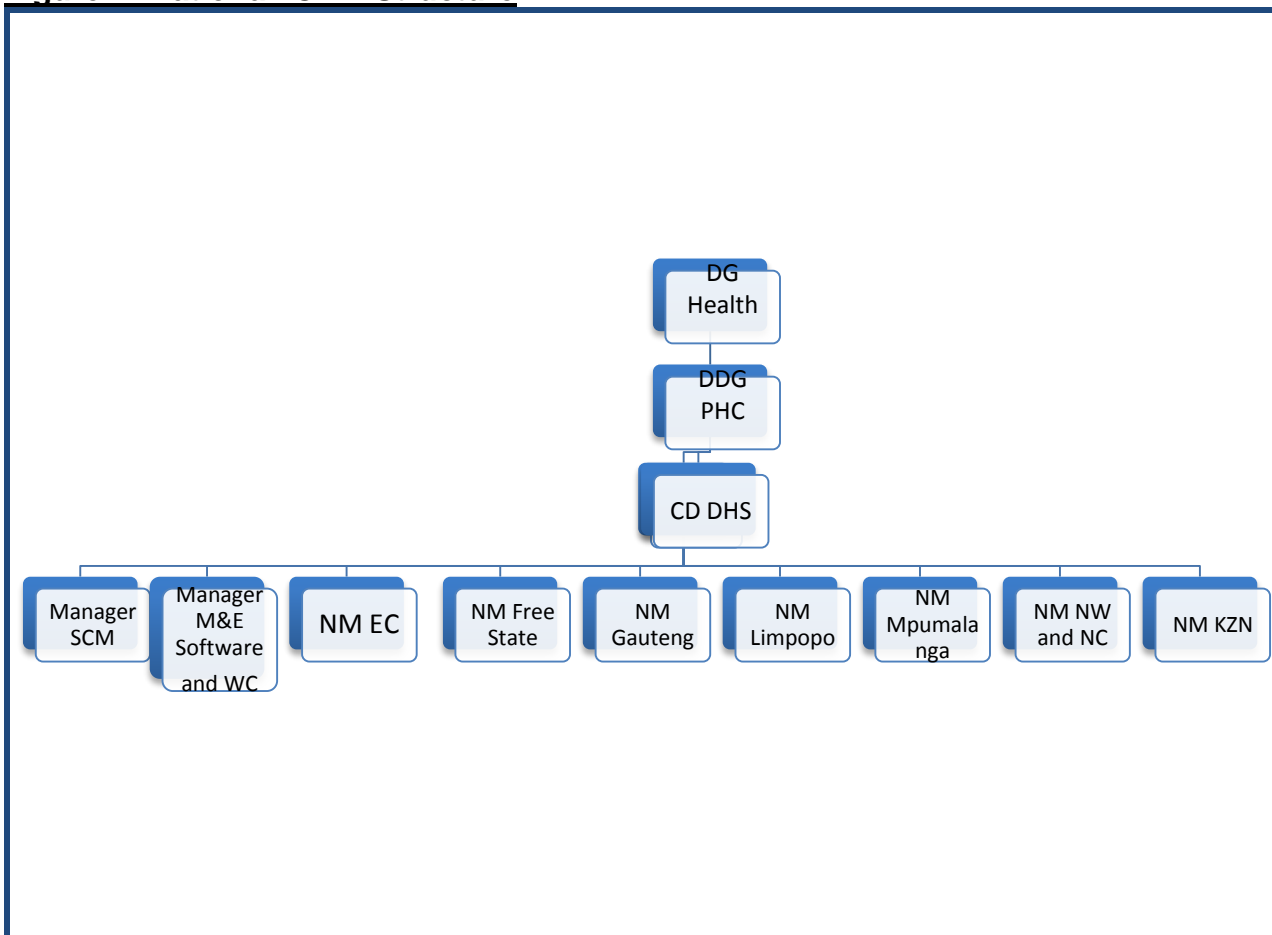 DG
Health
DDG
PHC
CD DHS
Manager
SCM
Manager
M&E
Software
and WC
NM EC
NM Free
State
NM
Gauteng
NM
Limpopo
NM
Mpumala
nga
NM NW
and NC
NM KZN